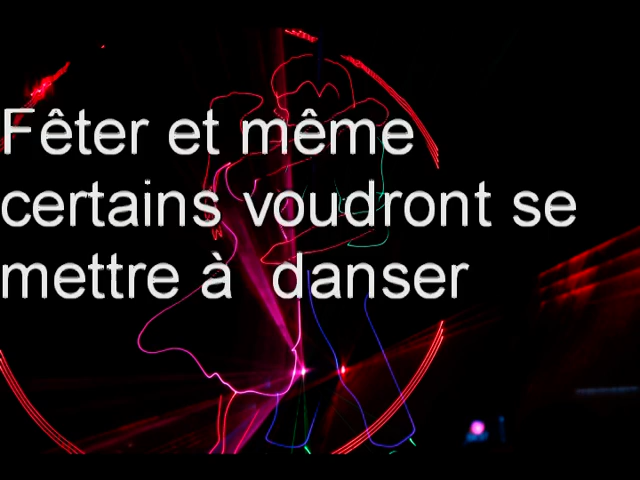 Fêter et même
certains voudront se
mettre à  danser